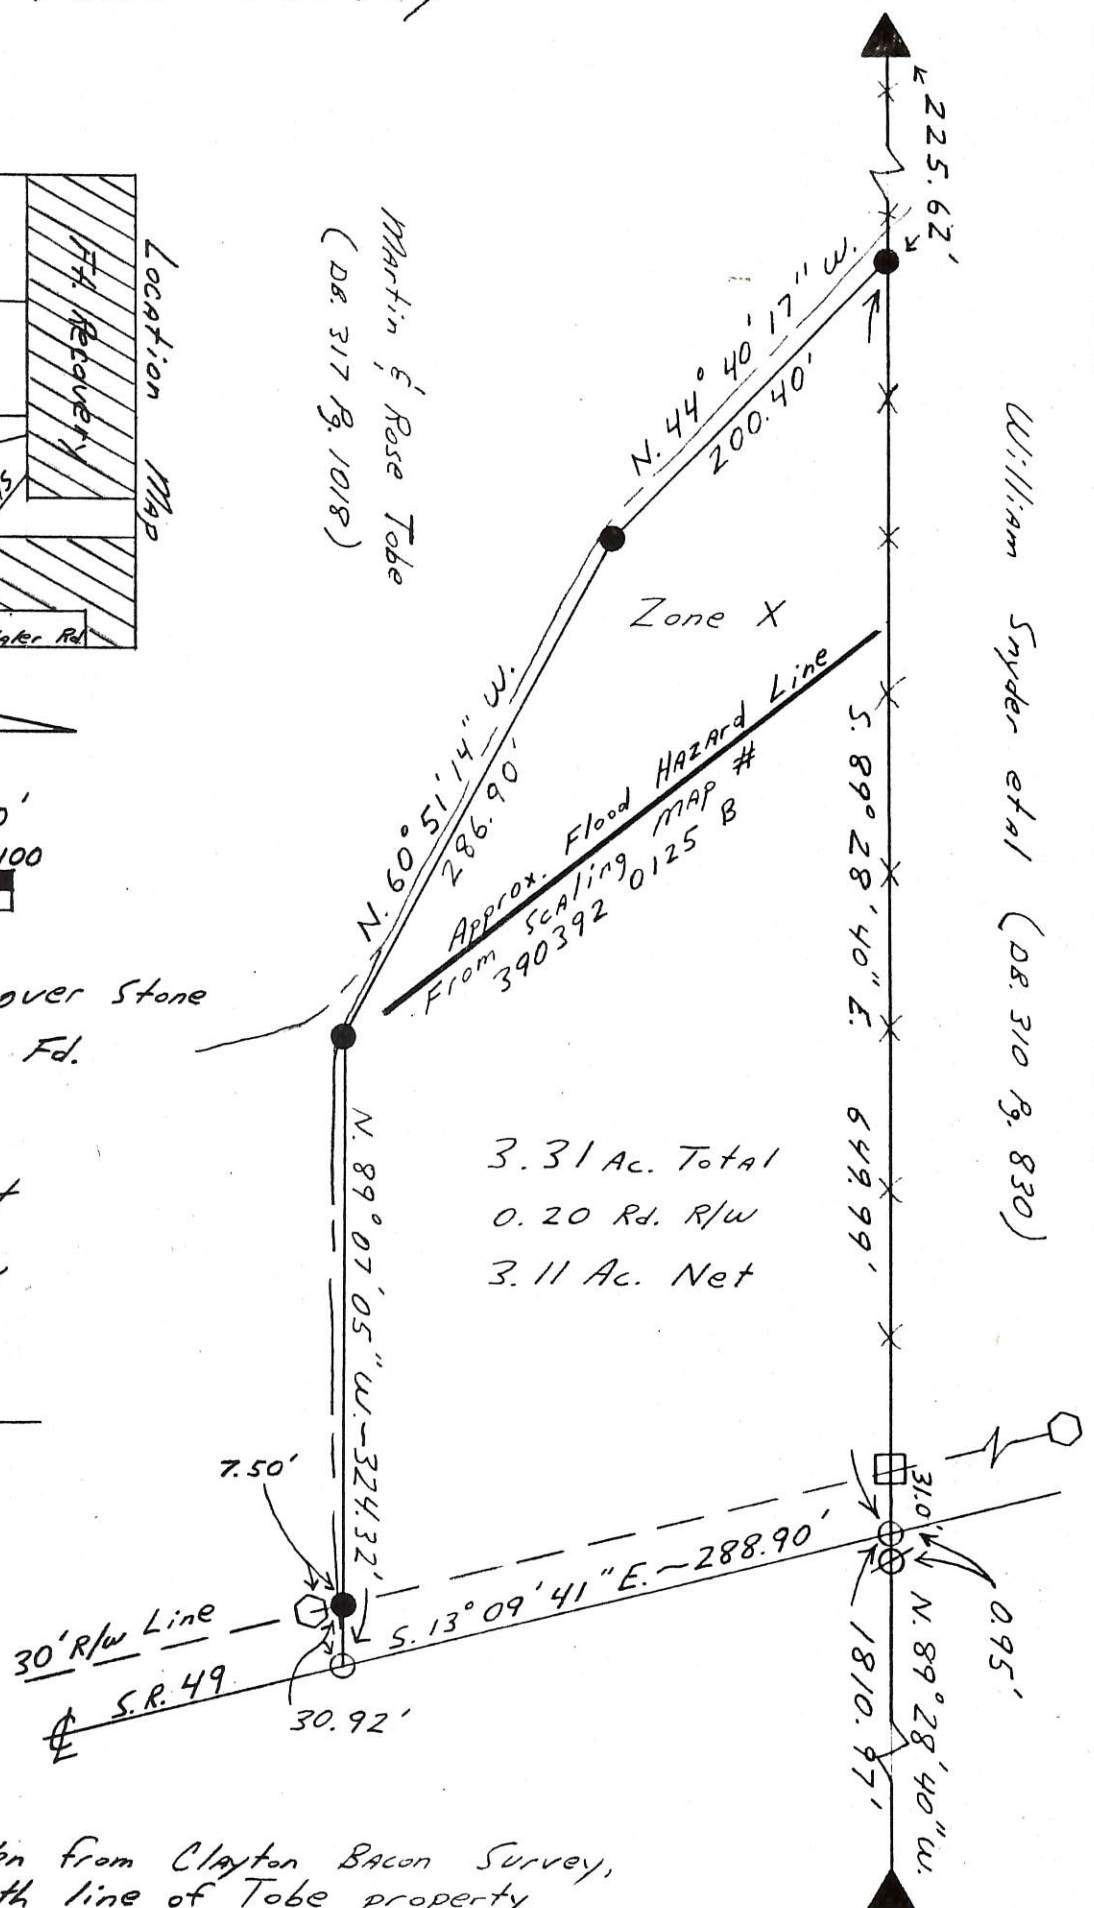 225.62'
Location Map
Ft. Recovery
Rd.
Martin & Rose Tobe
(DB. 317 Pg. 1018)
William Snyder etal (DB. 310 Pg. 830)
N. 44° 40' 17" W.
200.40'
Zone X
N. 60° 51' 14" W.
286.90'
Approx. Flood Hazard Line
From Scaling Map #
390392 0125 B
S. 89° 28' 40" E. 649.99'
100
over Stone
Fd.
N. 89° 07' 05" W.~324.32'
3.31 Ac. Total
0.20 Rd. R/W
3.11 Ac. Net
7.50'
31.0'
0.95'
S. 13° 09' 41" E.~288.90'
30' R/W Line
S.R. 49
30.92'
N. 89° 28' 40" W.
1810.97'
from Clayton Bacon Survey,
line of Tobe property